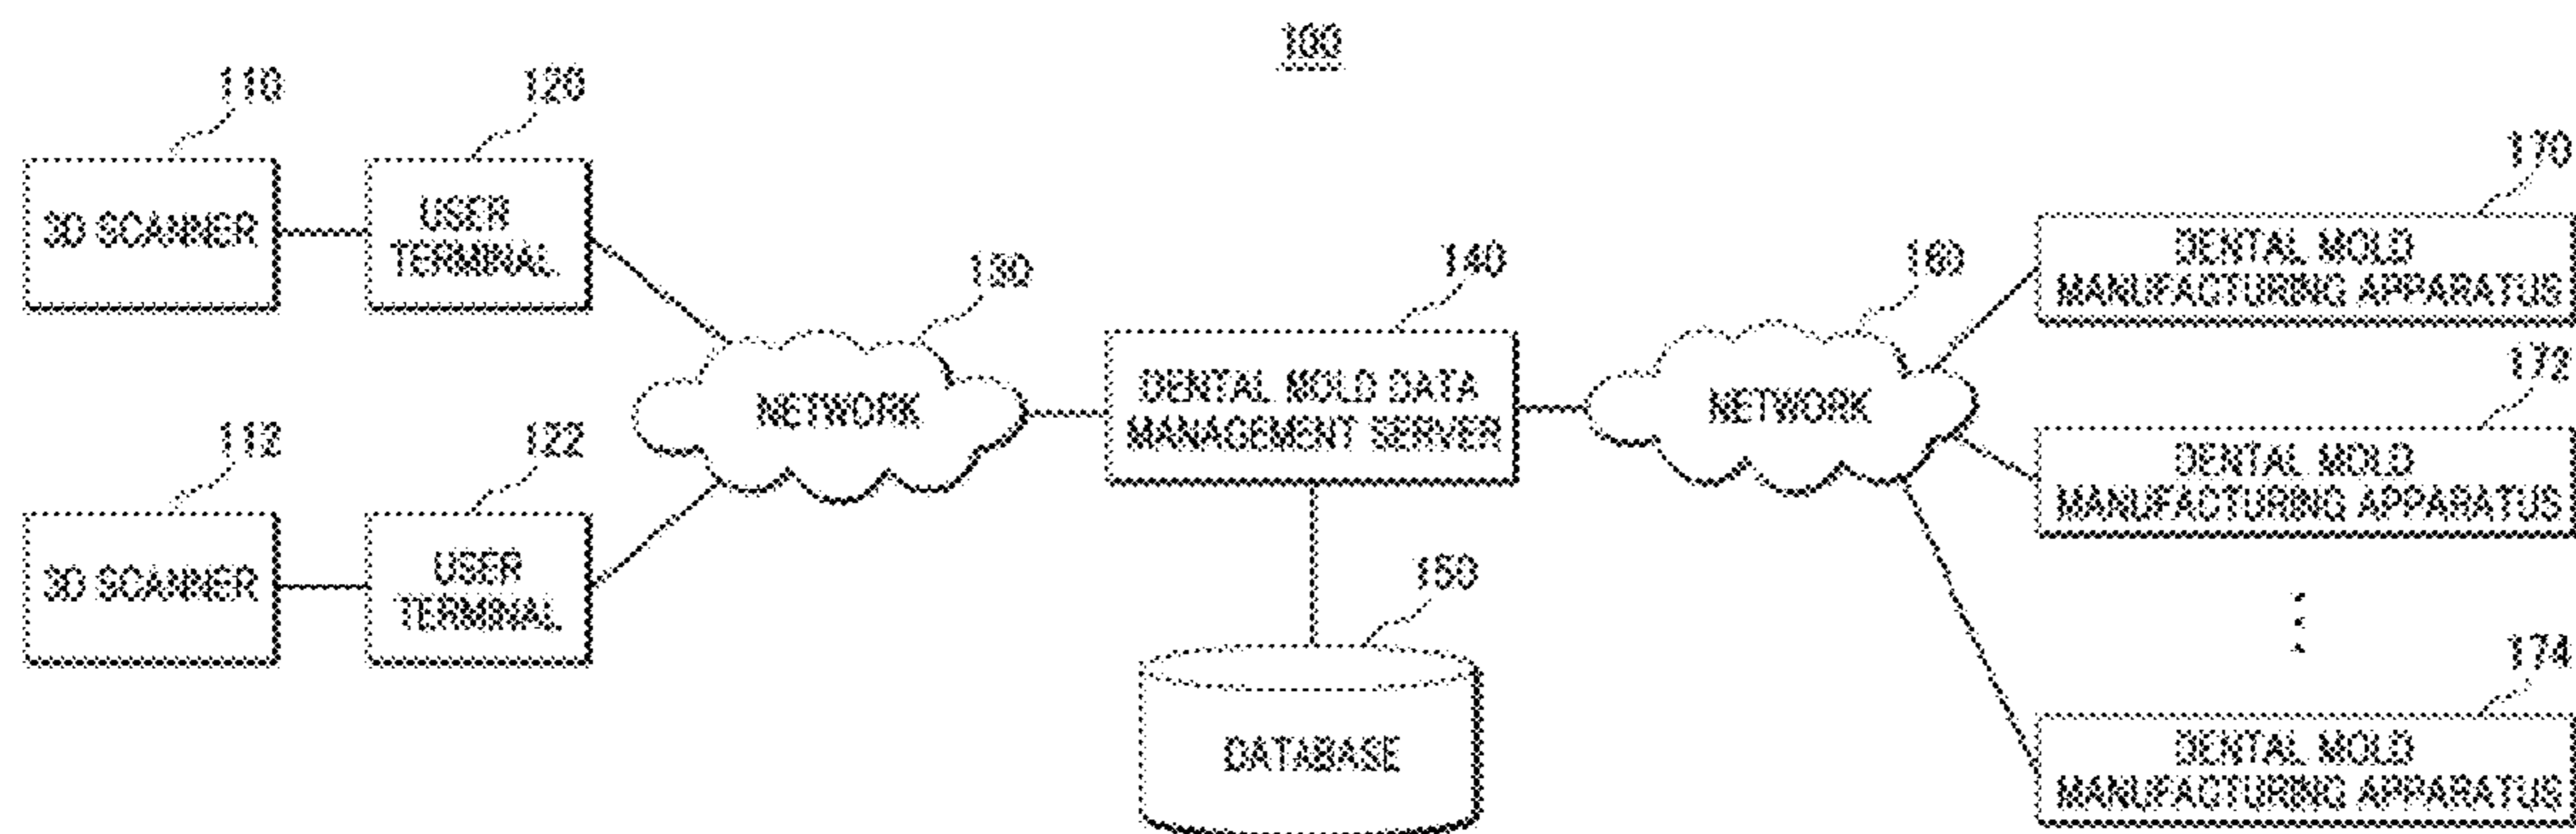 100
110
120
170
3D SCANNER
USER
TERMINAL
DENTAL MOLD
MANUFACTURING APPARATUS
130
140
160
172
NETWORK
DENTAL MOLD DATA
MANAGEMENT SERVER
NETWORK
DENTAL MOLD
MANUFACTURING APPARATUS
112
122
3D SCANNER
USER
TERMINAL
150
DATABASE
174
DENTAL MOLD
MANUFACTURING APPARATUS